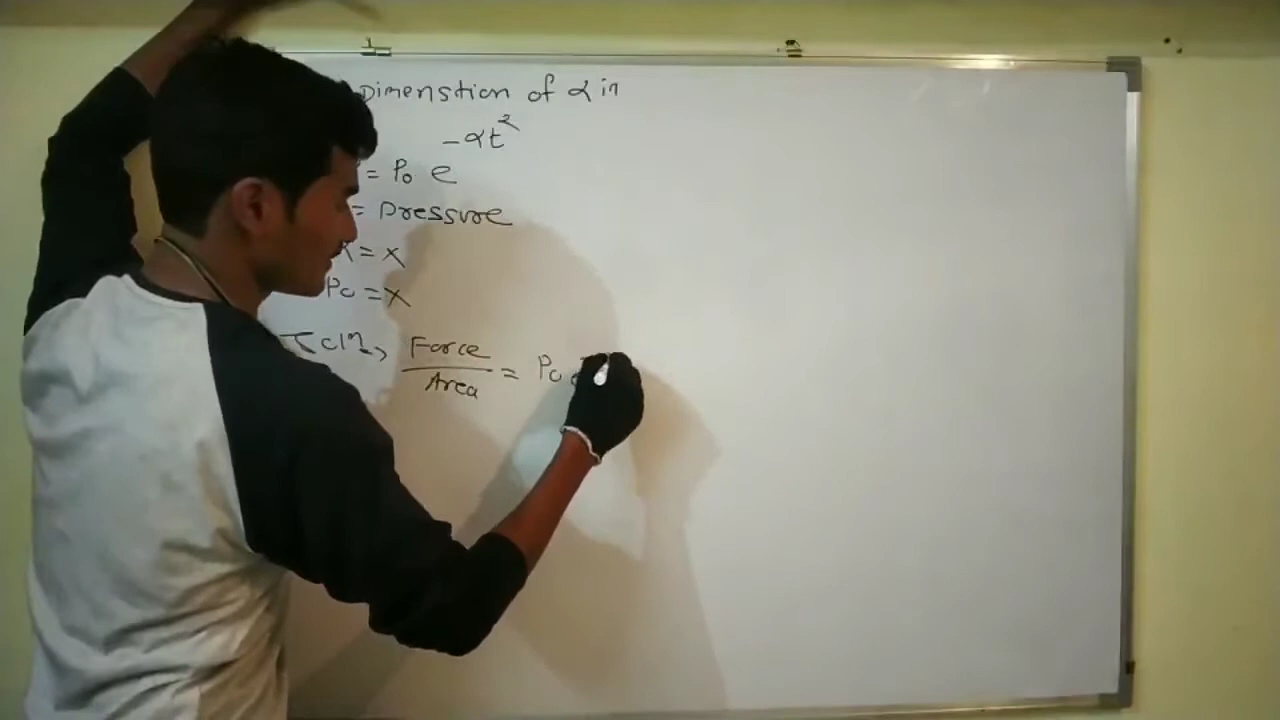 Dimenstion of α in
-αt²
= P₀ e
= Pressure
α = x
P₀ = x
Force
Area = P₀